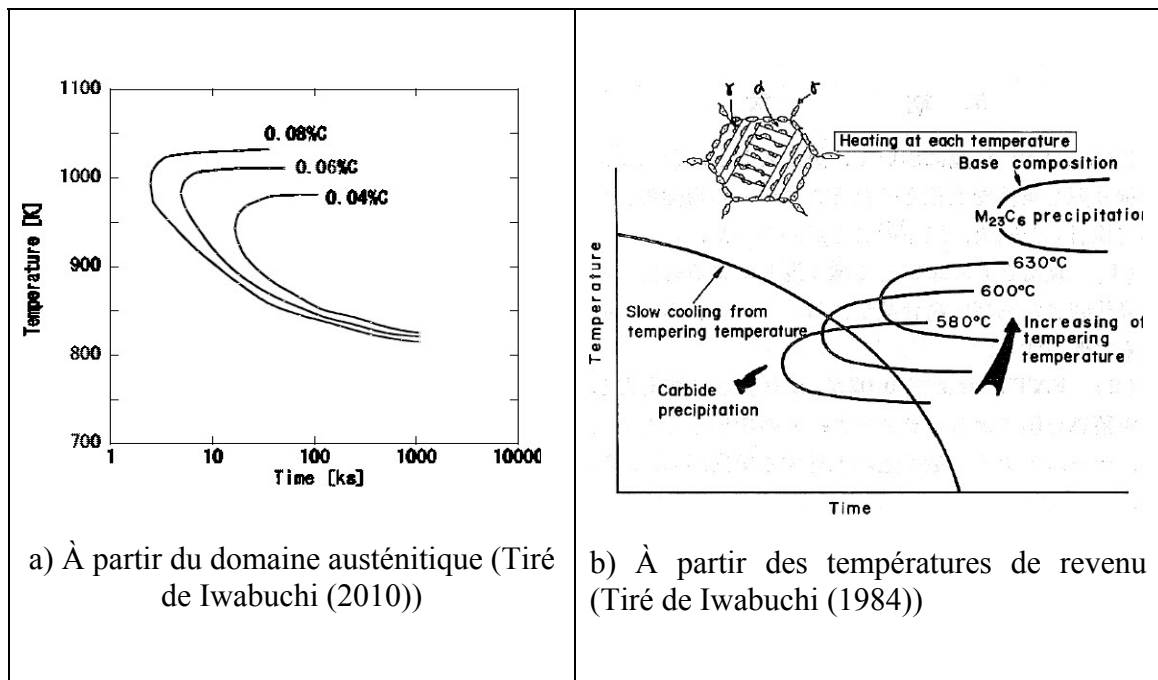 1100
1000
900
800
700
Temperature [K]
0.08%C
0.06%C
0.04%C
1
10
100
1000
10000
Time [ks]
a) À partir du domaine austénitique (Tiré
de Iwabuchi (2010))
γ
α
γ
Heating at each temperature
Base composition
M23C6 precipitation
630°C
600°C
580°C
Slow cooling from
tempering temperature
Increasing of
tempering
temperature
Carbide
precipitation
Temperature
Time
b) À partir des températures de revenu
(Tiré de Iwabuchi (1984))